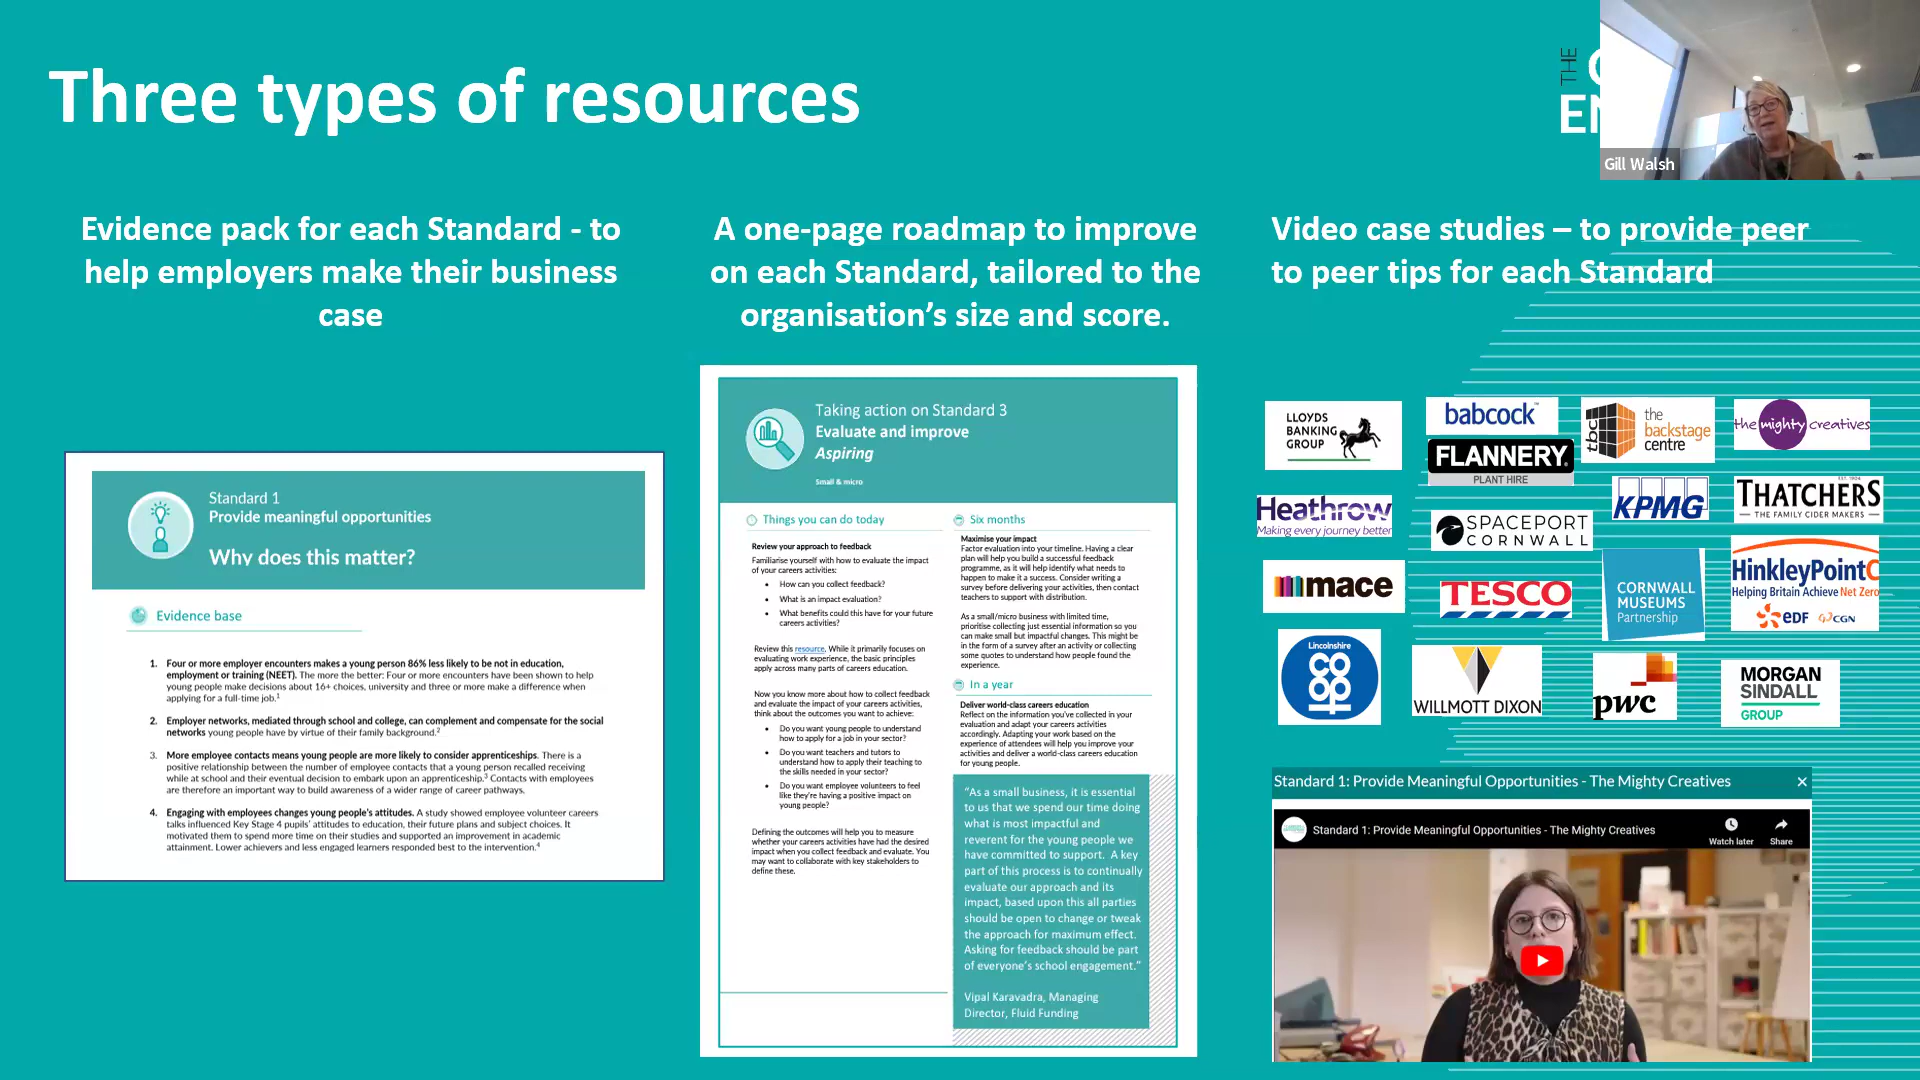 Three types of resources
THE
Gill Walsh
Evidence pack for each Standard - to
help employers make their business
case
A one-page roadmap to improve
on each Standard, tailored to the
organisation's size and score.
Video case studies – to provide peer
to peer tips for each Standard
Standard 1
Provide meaningful opportunities
Why does this matter?
Evidence base
1. Four or more employer encounters makes a young person 86% less likely to be not in education,
employment or training (NEET). The more the better: Four or more encounters have been shown to help
young people make decisions about 16+ choices, university and three or more make a difference when
applying for a full-time job.1
2. Employer networks, mediated through school and college, can complement and compensate for the social
networks young people have by virtue of their family background.2
3. More employee contacts means young people are more likely to consider apprenticeships. There is a
positive relationship between the number of employee contacts that a young person recalled receiving
while at school and their eventual decision to embark upon an apprenticeship.3 Contacts with employees
are therefore an important way to build awareness of a wider range of career pathways.
4. Engaging with employees changes young people's attitudes. A study showed employee volunteer careers
talks influenced Key Stage 4 pupils' attitudes to education, their future plans and subject choices. It
motivated them to spend more time on their studies and supported an improvement in academic
attainment. Lower achievers and less engaged learners responded best to the intervention.4
Taking action on Standard 3
Evaluate and improve
Aspiring
Small & micro
Things you can do today
Review your approach to feedback
Familiarise yourself with how to evaluate the impact
of your careers activities:
• How can you collect feedback?
• What is an impact evaluation?
• What benefits could this have for your future
careers activities?
Review this resource. While it primarily focuses on
evaluating work experience, the basic principles
apply across many parts of careers education.
Now you know more about how to collect feedback
and evaluate the impact of your careers activities,
think about the outcomes you want to achieve:
• Do you want young people to understand
how to apply for a job in your sector?
• Do you want teachers and tutors to
understand how to apply their teaching to
the skills needed in your sector?
• Do you want employee volunteers to feel
like they're having a positive impact on
young people?
Defining the outcomes will help you to measure
whether your careers activities have had the desired
impact when you collect feedback and evaluate. You
may want to collaborate with key stakeholders to
define these.
Six months
Maximise your impact
Factor evaluation into your timeline. Having a clear
plan will help you build a successful feedback
programme, as it will help identify what needs to
happen to make it a success. Consider writing a
survey before delivering your activities, then contact
teachers to support with distribution.
As a small/micro business with limited time,
prioritise collecting just essential information so you
can make small but impactful changes. This might be
in the form of a survey after an activity or collecting
some quotes to understand how people found the
experience.
In a year
Deliver world-class careers education
Reflect on the information you've collected in your
evaluation and adapt your careers activities
accordingly. Adapting your work based on the
experience of attendees will help you improve your
activities and deliver a world-class careers education
for young people.
"As a small business, it is essential
to us that we spend our time doing
what is most impactful and
reverent for the young people we
have committed to support. A key
part of this process is to continually
evaluate our approach and its
impact, based upon this all parties
should be open to change or tweak
the approach for maximum effect.
Asking for feedback should be part
of everyone's school engagement."
Vipal Karavadra, Managing
Director, Fluid Funding
LLOYDS
BANKING
GROUP
babcock
FLANNERY
PLANT HIRE
tbc
the
backstage
centre
the mighty creatives
Heathrow
Making every journey better
SPACEPORT
CORNWALL
KPMG
THATCHERS
EST. 1904
THE FAMILY CIDER MAKERS
mace
TESCO
CORNWALL
MUSEUMS
Partnership
HinkleyPointC
Helping Britain Achieve Net Zero
eDF CGN
Lincolnshire
co
op
WILLMOTT DIXON
pwc
MORGAN
SINDALL
GROUP
Standard 1: Provide Meaningful Opportunities - The Mighty Creatives ×
Standard 1: Provide Meaningful Opportunities - The Mighty Creatives
Watch later
Share